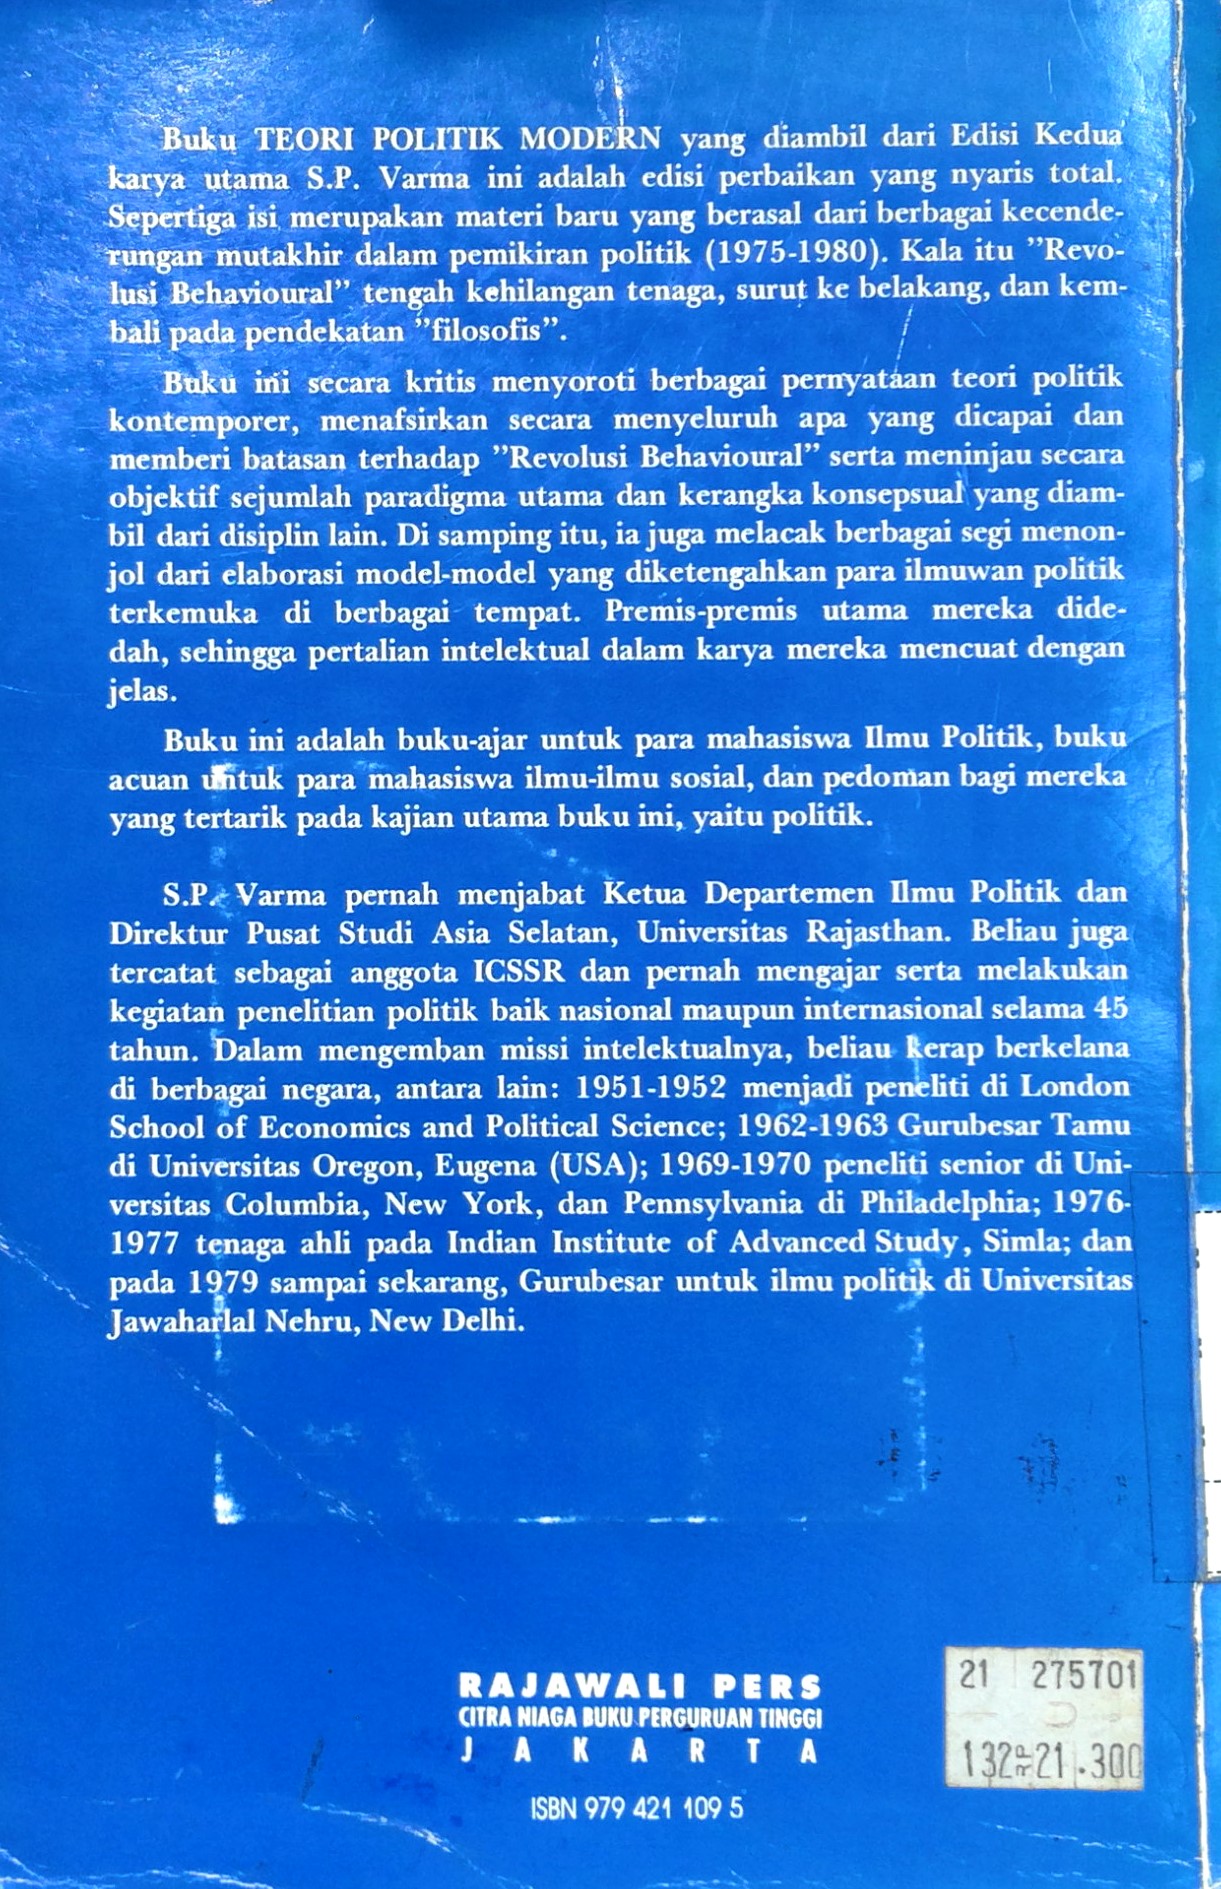 Buku TEORI POLITIK MODERN yang diambil dari Edisi Kedua
karya utama S.P. Varma ini adalah edisi perbaikan yang nyaris total.
Sepertiga isi merupakan materi baru yang berasal dari berbagai kecende-
rungan mutakhir dalam pemikiran politik (1975-1980). Kala itu ”Revo-
lusi Behavioural” tengah kehilangan tenaga, surut ke belakang, dan kem-
bali pada pendekatan ”filosofis”.
Buku ini secara kritis menyoroti berbagai pernyataan teori politik
kontemporer, menafsirkan secara menyeluruh apa yang dicapai dan
memberi batasan terhadap ”Revolusi Behavioural” serta meninjau secara
objektif sejumlah paradigma utama dan kerangka konsepsual yang diam-
bil dari disiplin lain. Di samping itu, ia juga melacak berbagai segi menon-
jol dari elaborasi model-model yang diketengahkan para ilmuwan politik
terkemuka di berbagai tempat. Premis-premis utama mereka dide-
dah, sehingga pertalian intelektual dalam karya mereka mencuat dengan
jelas.
Buku ini adalah buku-ajar untuk para mahasiswa Ilmu Politik, buku
acuan untuk para mahasiswa ilmu-ilmu sosial, dan pedoman bagi mereka
yang tertarik pada kajian utama buku ini, yaitu politik.
S.P. Varma pernah menjabat Ketua Departemen Ilmu Politik dan
Direktur Pusat Studi Asia Selatan, Universitas Rajasthan. Beliau juga
tercatat sebagai anggota ICSSR dan pernah mengajar serta melakukan
kegiatan penelitian politik baik nasional maupun internasional selama 45
tahun. Dalam mengemban missi intelektualnya, beliau kerap berkelana
di berbagai negara, antara lain: 1951-1952 menjadi peneliti di London
School of Economics and Political Science; 1962-1963 Gurubesar Tamu
di Universitas Oregon, Eugena (USA); 1969-1970 peneliti senior di Uni-
versitas Columbia, New York, dan Pennsylvania di Philadelphia; 1976-
1977 tenaga ahli pada Indian Institute of Advanced Study, Simla; dan
pada 1979 sampai sekarang, Gurubesar untuk ilmu politik di Universitas
Jawaharlal Nehru, New Delhi.
RAJAWALI PERS
CITRA NIAGA BUKU PERGURUAN TINGGI
JAKARTA
ISBN 979 421 109 5
21 275701
21.300